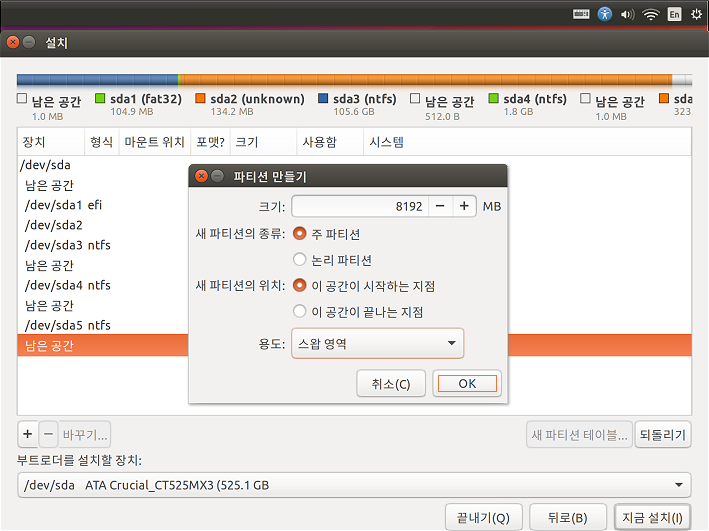 En
설치
남은 공간 sda1 (fat32) sda2 (unknown) sda3 (ntfs) 남은 공간 sda4 (ntfs) 남은 공간 sda
1.0 MB 104.9 MB 134.2 MB 105.6 GB 512.0 B 1.8 GB 1.0 MB 323.
장치 형식 마운트 위치 포맷? 크기 사용함 시스템
/dev/sda
남은 공간
/dev/sda1 efi
/dev/sda2
/dev/sda3 ntfs
남은 공간
/dev/sda4 ntfs
남은 공간
/dev/sda5 ntfs
남은 공간
파티션 만들기
크기: 8192 − + MB
새 파티션의 종류: 주 파티션
논리 파티션
새 파티션의 위치: 이 공간이 시작하는 지점
이 공간이 끝나는 지점
용도: 스왑 영역
취소(C) OK
+ − 바꾸기... 새 파티션 테이블... 되돌리기
부트로더를 설치할 장치:
/dev/sda ATA Crucial_CT525MX3 (525.1 GB
끝내기(Q) 뒤로(B) 지금 설치(I)